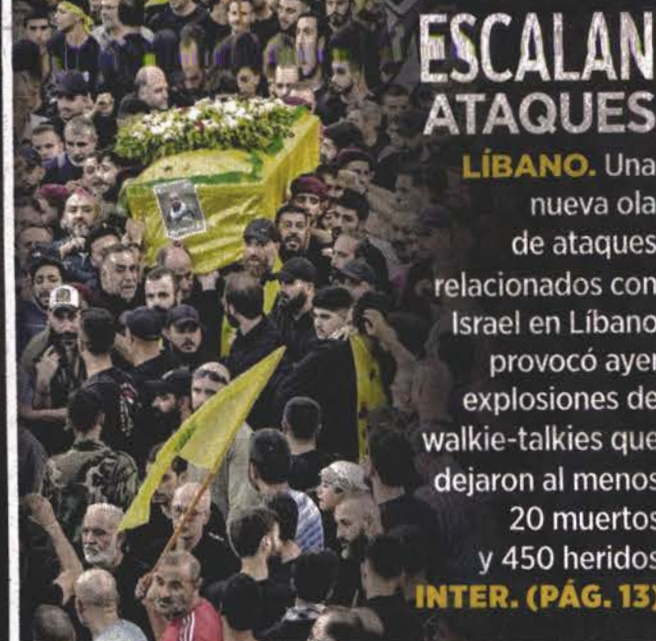 ESCALAN
ATAQUES
LÍBANO. Una
nueva ola
de ataques
relacionados con
Israel en Líbano
provocó ayer
explosiones de
walkie-talkies que
dejaron al menos
20 muertos
y 450 heridos
INTER. (PÁG. 13)